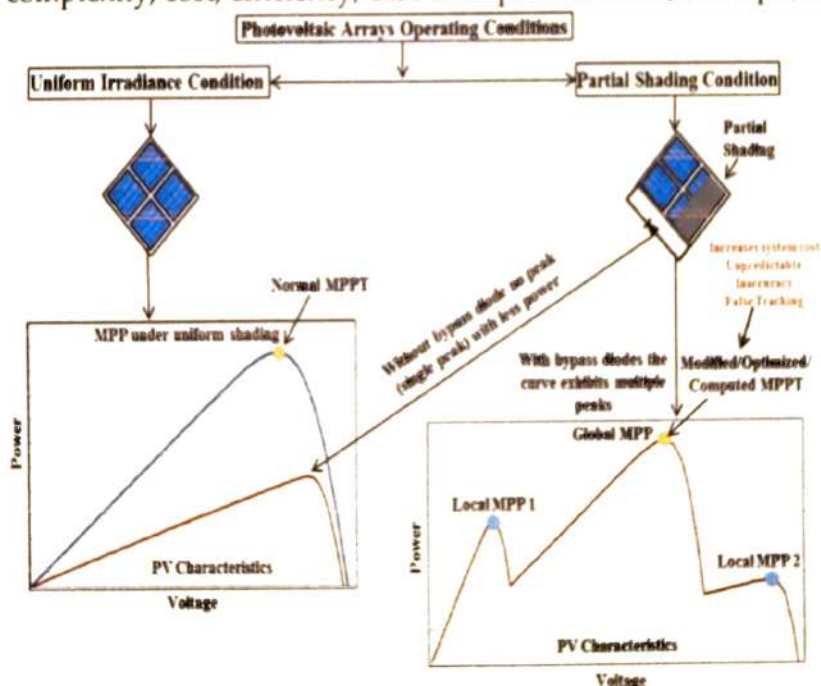 Photovoltaic Arrays Operating Conditions
Uniform Irradiance Condition
Partial Shading Condition
Partial
Shading
Increases system cost
Unpredictable
Inaccuracy
False Tracking
Normal MPPT
MPP under uniform shading
Without bypass diode no peak
(single peak) with less power
With bypass diodes the
curve exhibits multiple
peaks
Modified/Optimized/
Computed MPPT
Global MPP
Local MPP 1
Local MPP 2
Power
PV Characteristics
Voltage
Power
PV Characteristics
Voltage